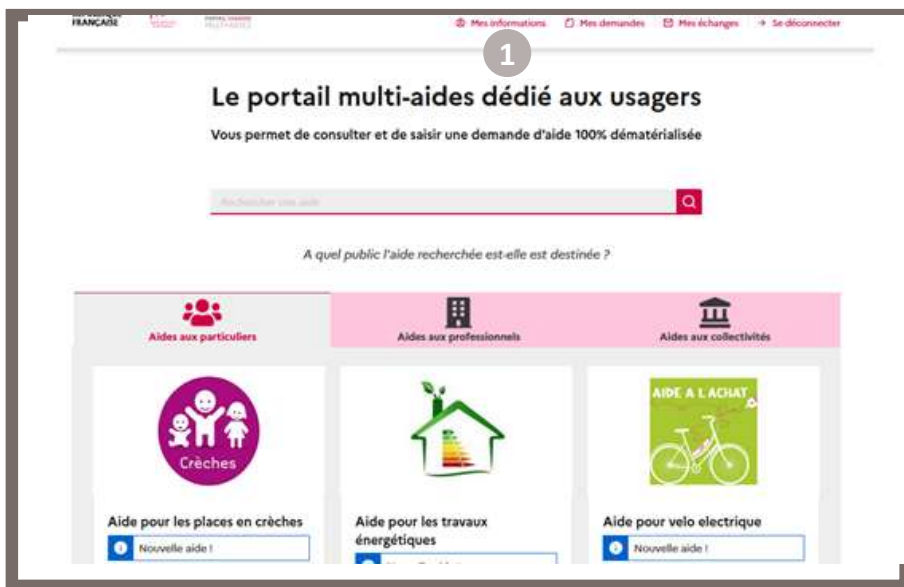 RÉPUBLIQUE
FRANÇAISE
Mes informations Mes demandes Mes échanges Se déconnecter
1
Le portail multi-aides dédié aux usagers
Vous permet de consulter et de saisir une demande d'aide 100% dématérialisée
Rechercher une aide
A quel public l'aide recherchée est-elle est destinée ?
Aides aux particuliers Aides aux professionnels Aides aux collectivités
Crèches
AIDE A L ACHAT
Aide pour les places en crèches
Nouvelle aide !
Aide pour les travaux
énergétiques
Aide pour velo electrique
Nouvelle aide !